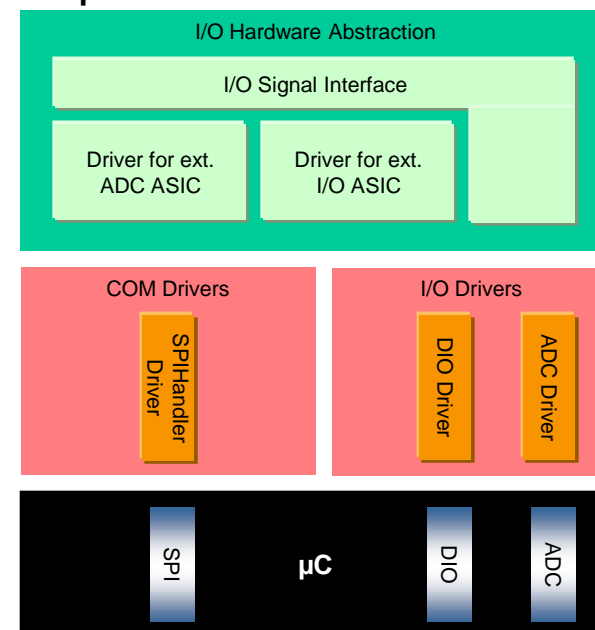 I/O Hardware Abstraction
I/O Signal Interface
Driver for ext.
ADC ASIC
Driver for ext.
I/O ASIC
COM Drivers
I/O Drivers
SPIHandler
Driver
DIO Driver
ADC Driver
SPI
µC
DIO
ADC